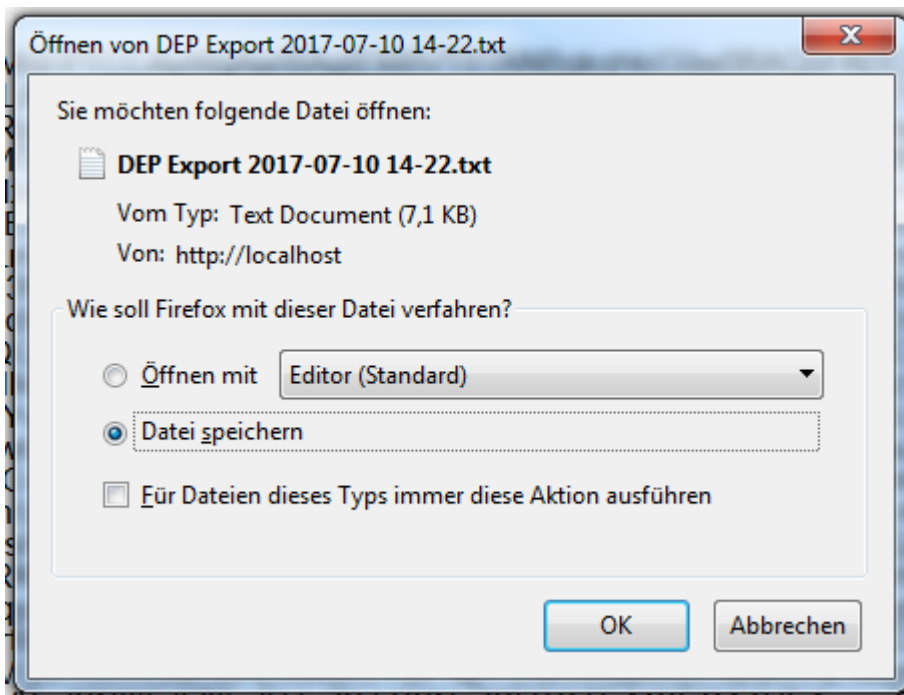 Öffnen von DEP Export 2017-07-10 14-22.txt
Sie möchten folgende Datei öffnen:
DEP Export 2017-07-10 14-22.txt
Vom Typ: Text Document (7,1 KB)
Von: http://localhost
Wie soll Firefox mit dieser Datei verfahren?
Öffnen mit Editor (Standard)
Datei speichern
Für Dateien dieses Typs immer diese Aktion ausführen
OK Abbrechen